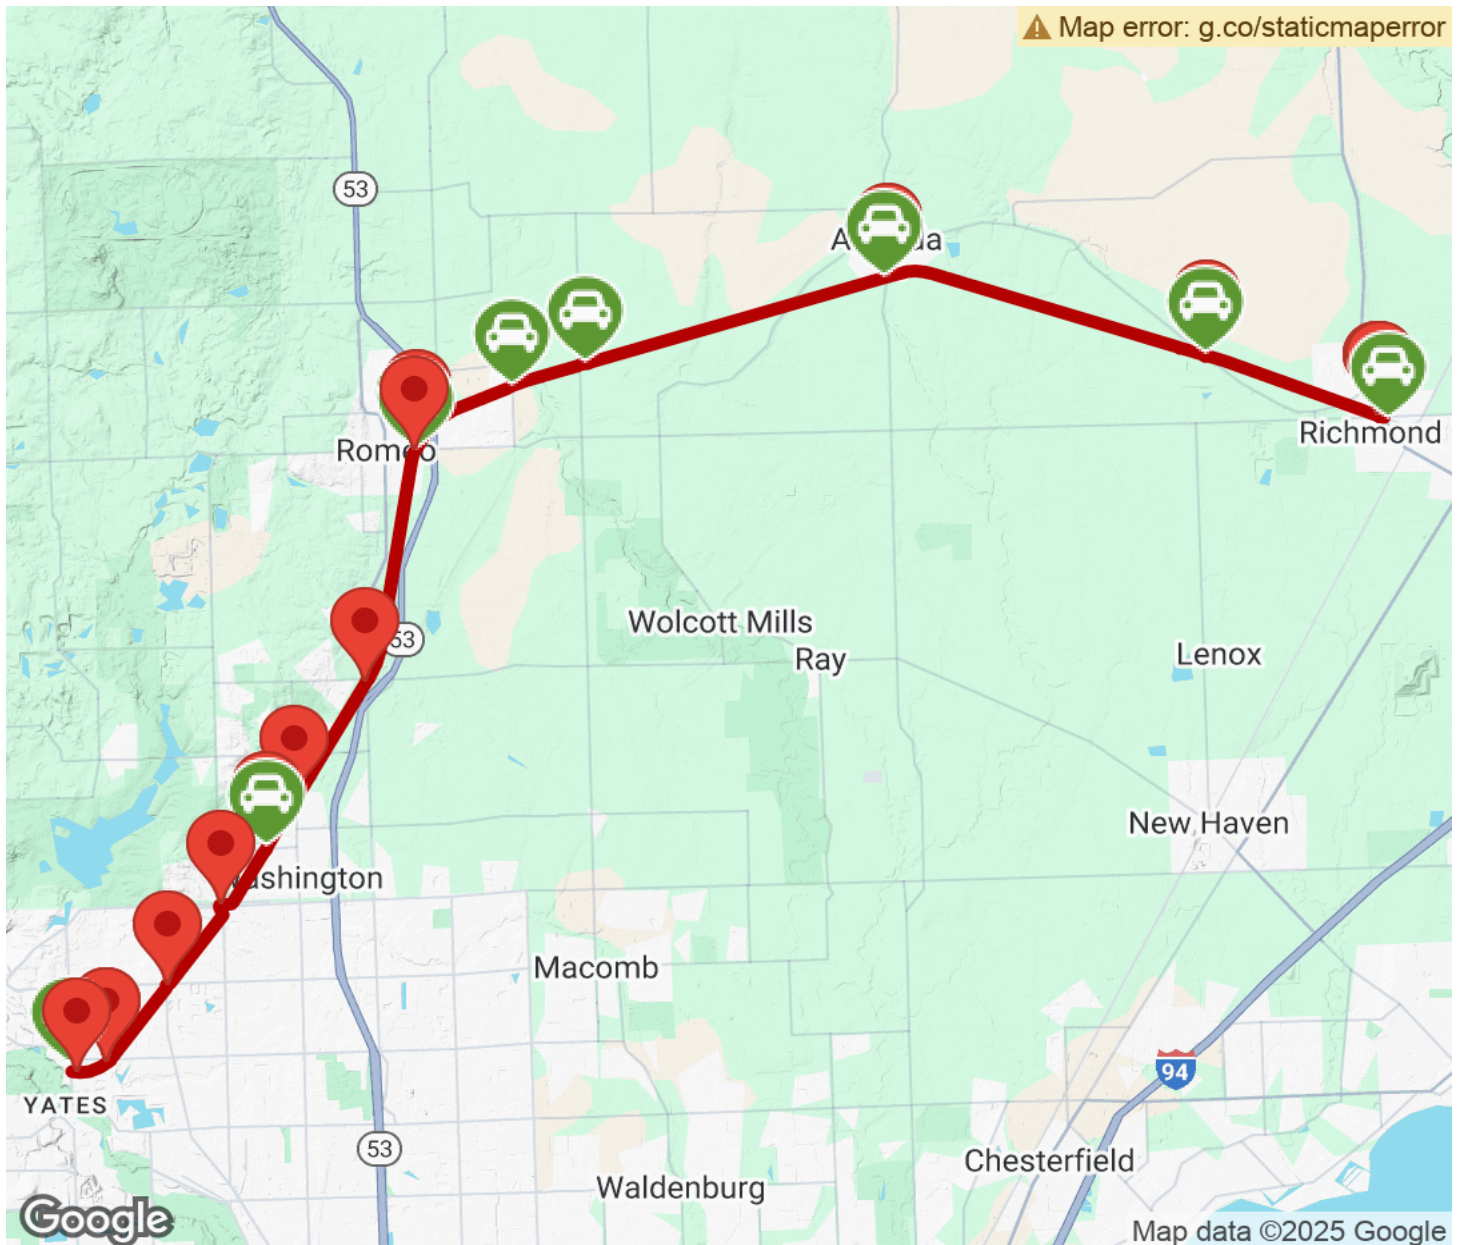 Map error: g.co/staticmaperror
53
Romeo
Richmond
53
Wolcott Mills
Ray
Lenox
New Haven
Macomb
YATES
94
53
Chesterfield
Waldenburg
Google
Map data ©2025 Google